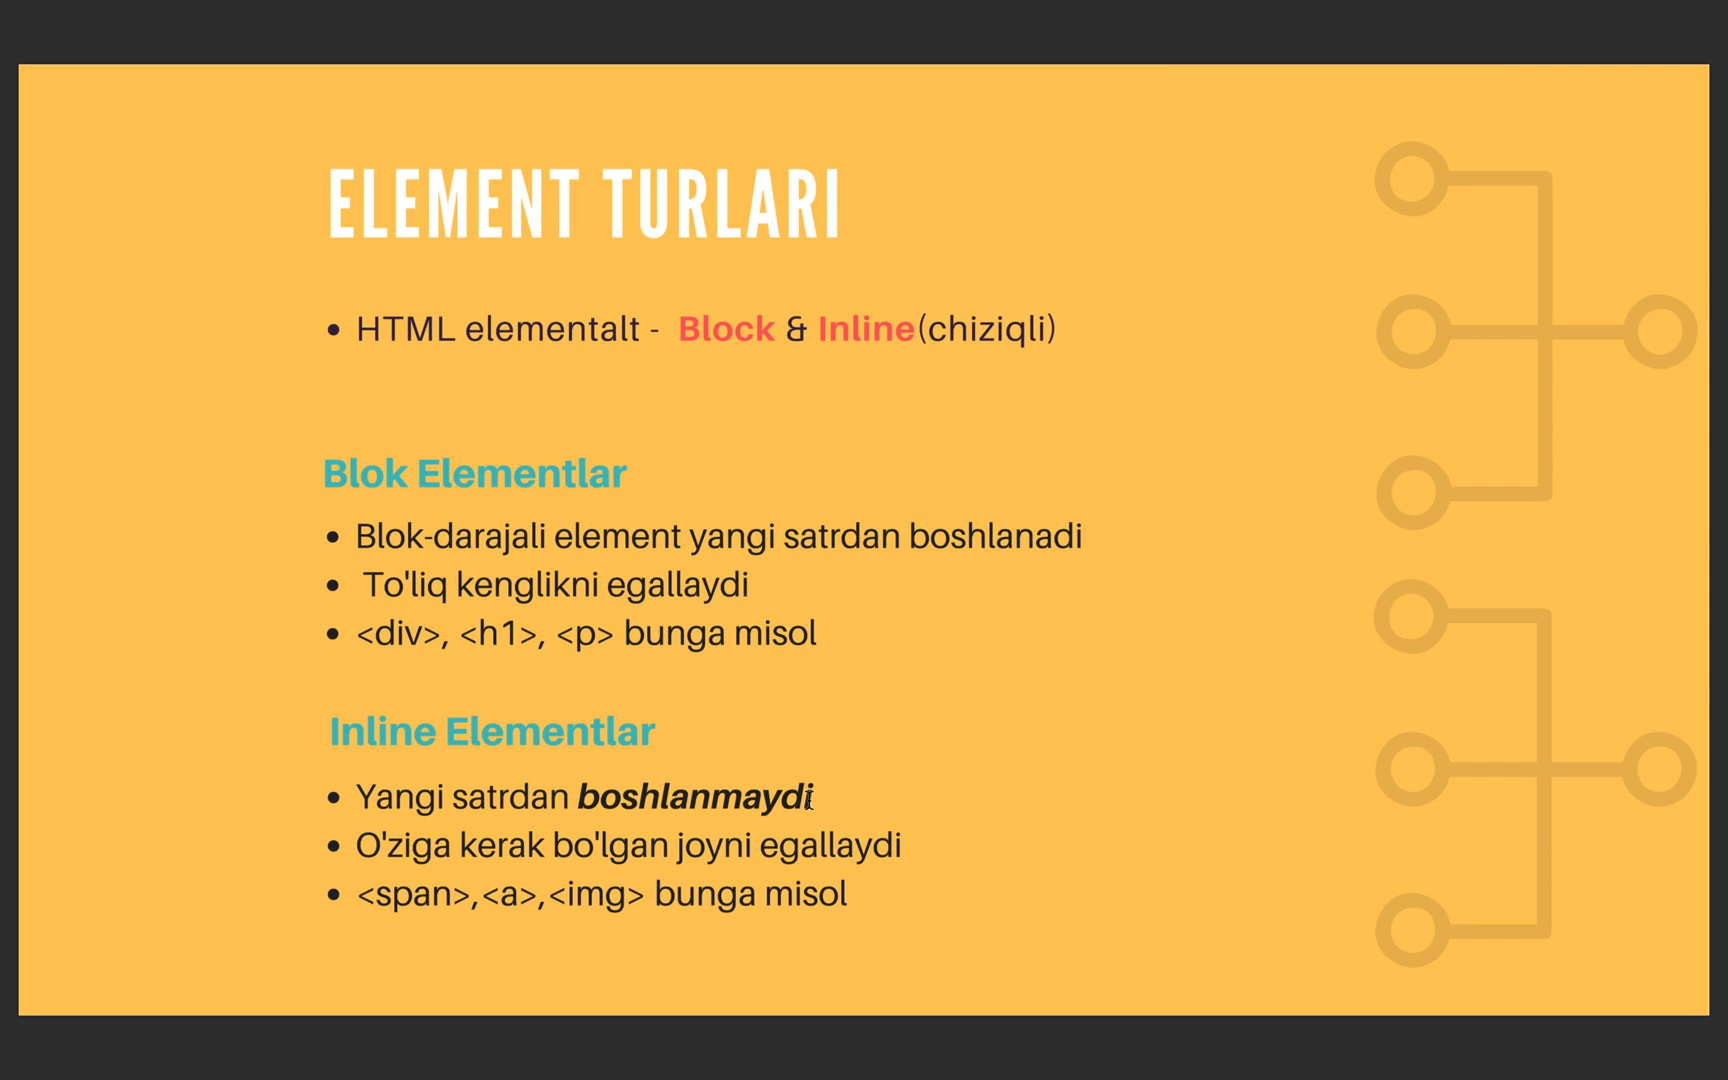 ELEMENT TURLARI
HTML elementalt - Block & Inline(chiziqli)
Blok Elementlar
Blok-darajali element yangi satrdan boshlanadi
To'liq kenglikni egallaydi
<div>, <h1>, <p> bunga misol
Inline Elementlar
Yangi satrdan boshlanmaydi
O'ziga kerak bo'lgan joyni egallaydi
<span>,<a>,<img> bunga misol